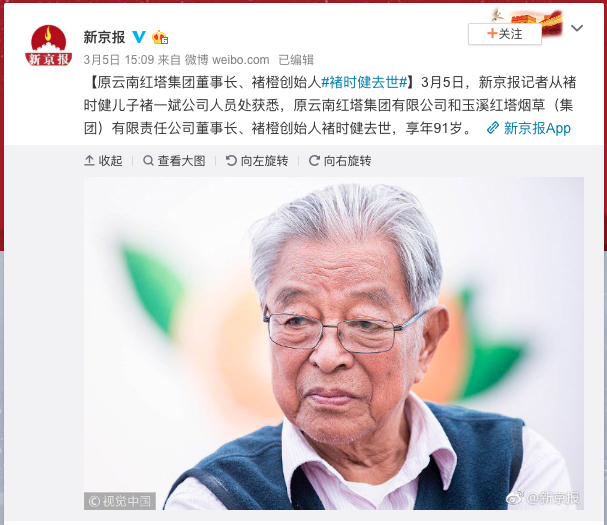 新京报
3月5日 15:09 来自 微博 weibo.com 已编辑
+关注
【原云南红塔集团董事长、褚橙创始人#褚时健去世#】3月5日,新京报记者从褚
时健儿子褚一斌公司人员处获悉,原云南红塔集团有限公司和玉溪红塔烟草(集
团)有限责任公司董事长、褚橙创始人褚时健去世,享年91岁。 新京报App
收起 查看大图 向左旋转 向右旋转
©视觉中国
@新京报
新京报